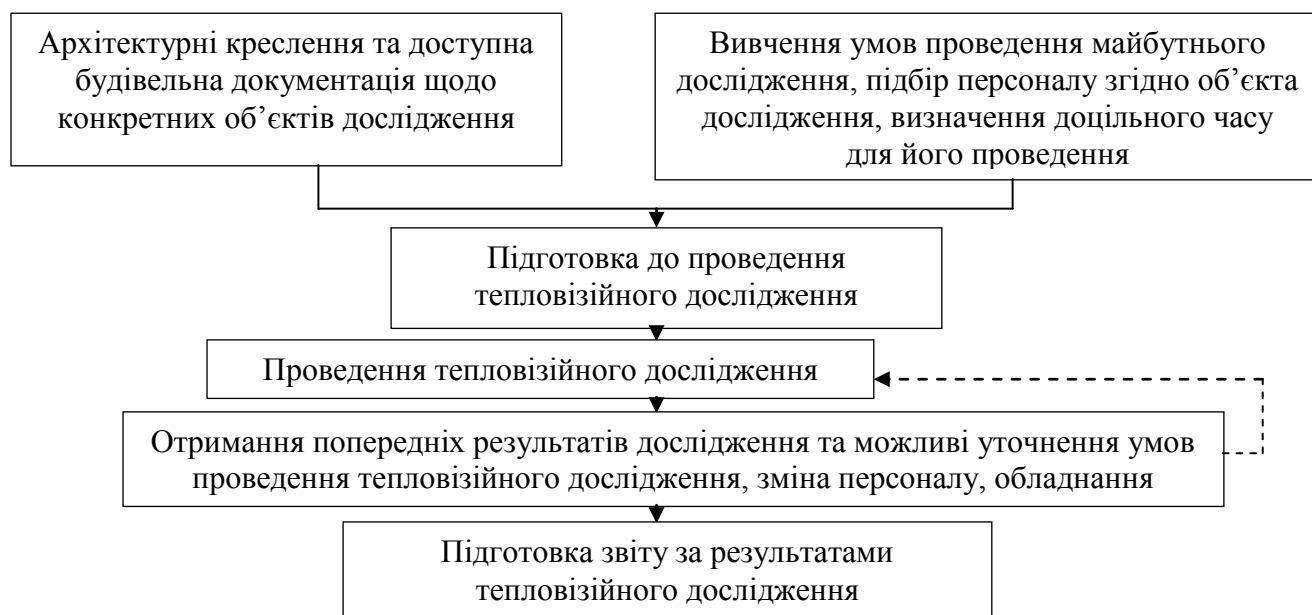 Архітектурні креслення та доступна
будівельна документація щодо
конкретних об’єктів дослідження
Вивчення умов проведення майбутнього
дослідження, підбір персоналу згідно об’єкта
дослідження, визначення доцільного часу
для його проведення
Підготовка до проведення
тепловізійного дослідження
Проведення тепловізійного дослідження
Отримання попередніх результатів дослідження та можливі уточнення умов
проведення тепловізійного дослідження, зміна персоналу, обладнання
Підготовка звіту за результатами
тепловізійного дослідження